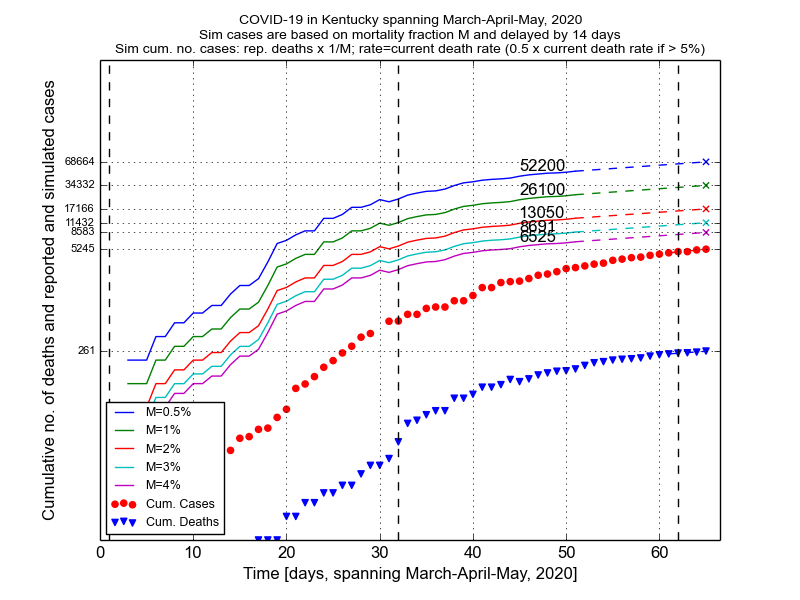 COVID-19 in Kentucky spanning March-April-May, 2020
Sim cases are based on mortality fraction M and delayed by 14 days
Sim cum. no. cases: rep. deaths x 1/M; rate=current death rate (0.5 x current death rate if > 5%)
Cumulative no. of deaths and reported and simulated cases
68664
34332
17166
11432
8583
5245
261
52200
26100
13050
8691
6525
M=0.5%
M=1%
M=2%
M=3%
M=4%
Cum. Cases
Cum. Deaths
0 10 20 30 40 50 60
Time [days, spanning March-April-May, 2020]